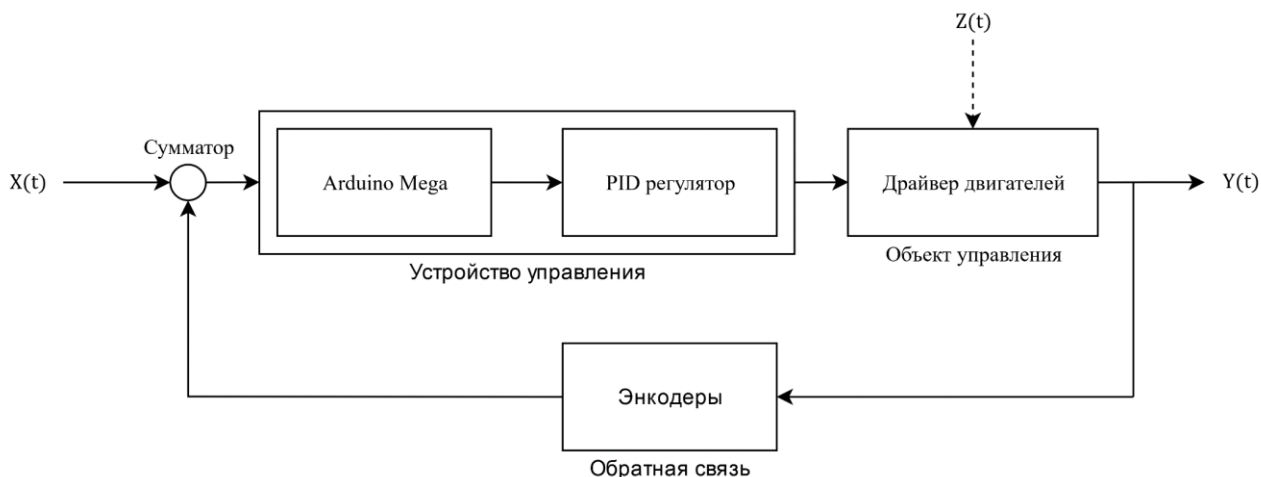 Z(t)
Сумматор
X(t)
Arduino Mega
PID регулятор
Драйвер двигателей
Y(t)
Объект управления
Устройство управления
Энкодеры
Обратная связь